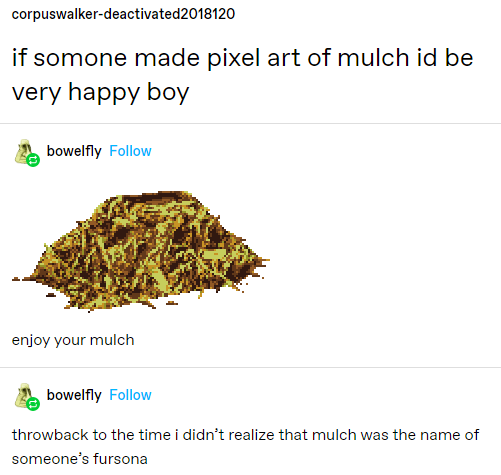 corpuswalker-deactivated2018120
if somone made pixel art of mulch id be
very happy boy
bowelfly Follow
enjoy your mulch
bowelfly Follow
throwback to the time i didn’t realize that mulch was the name of
someone’s fursona